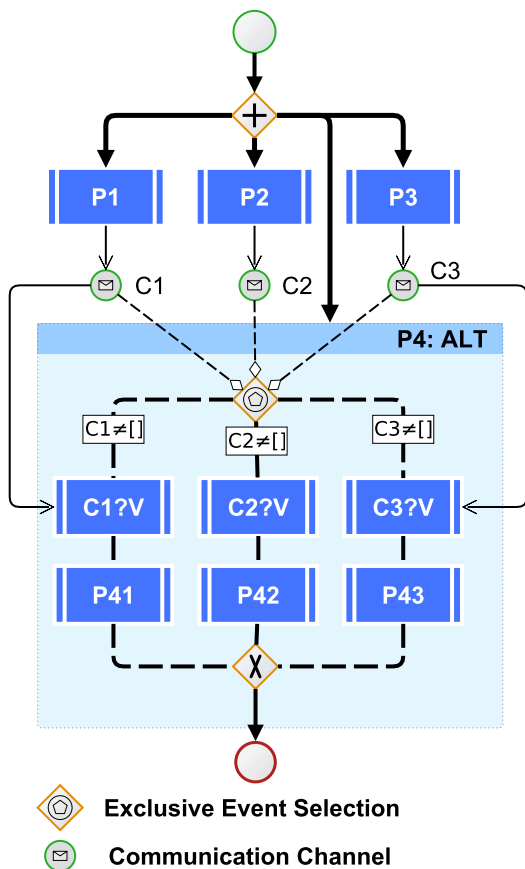 P1
P2
P3
C1
C2
C3
P4: ALT
C1≠[]
C2≠[]
C3≠[]
C1?V
C2?V
C3?V
P41
P42
P43
Exclusive Event Selection
Communication Channel